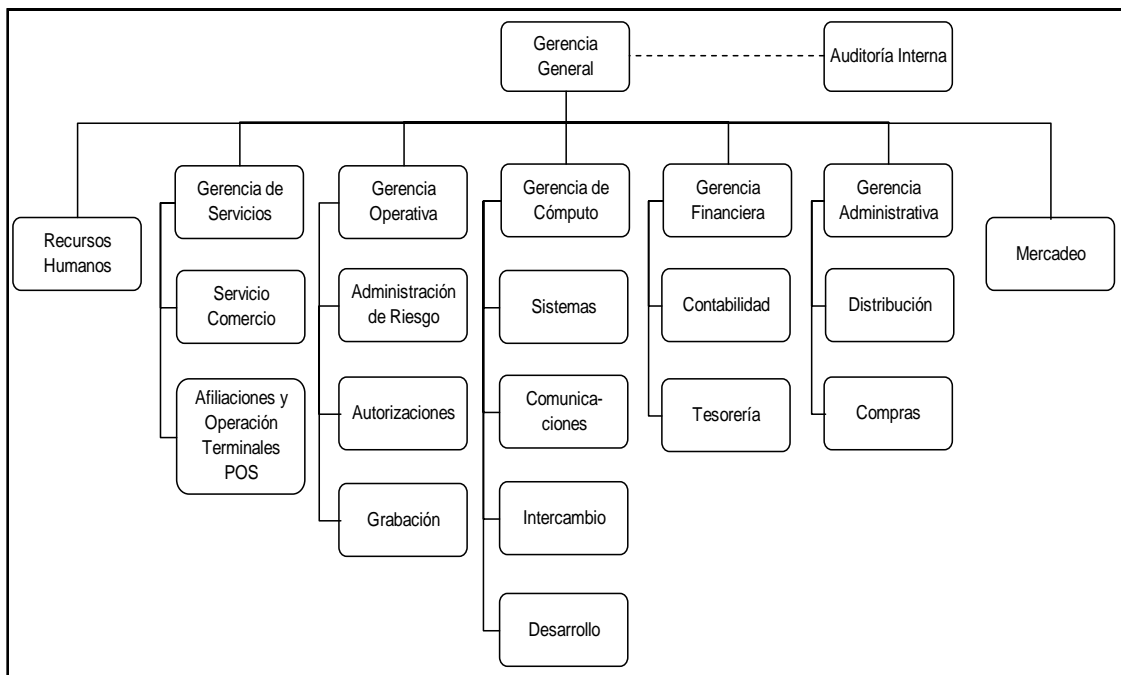 Gerencia
General
Auditoría Interna
Gerencia de
Servicios
Gerencia
Operativa
Gerencia de
Cómputo
Gerencia
Financiera
Gerencia
Administrativa
Recursos
Humanos
Mercadeo
Servicio
Comercio
Administración
de Riesgo
Sistemas
Contabilidad
Distribución
Afiliaciones y
Operación
Terminales
POS
Autorizaciones
Comunica-
ciones
Tesorería
Compras
Grabación
Intercambio
Desarrollo